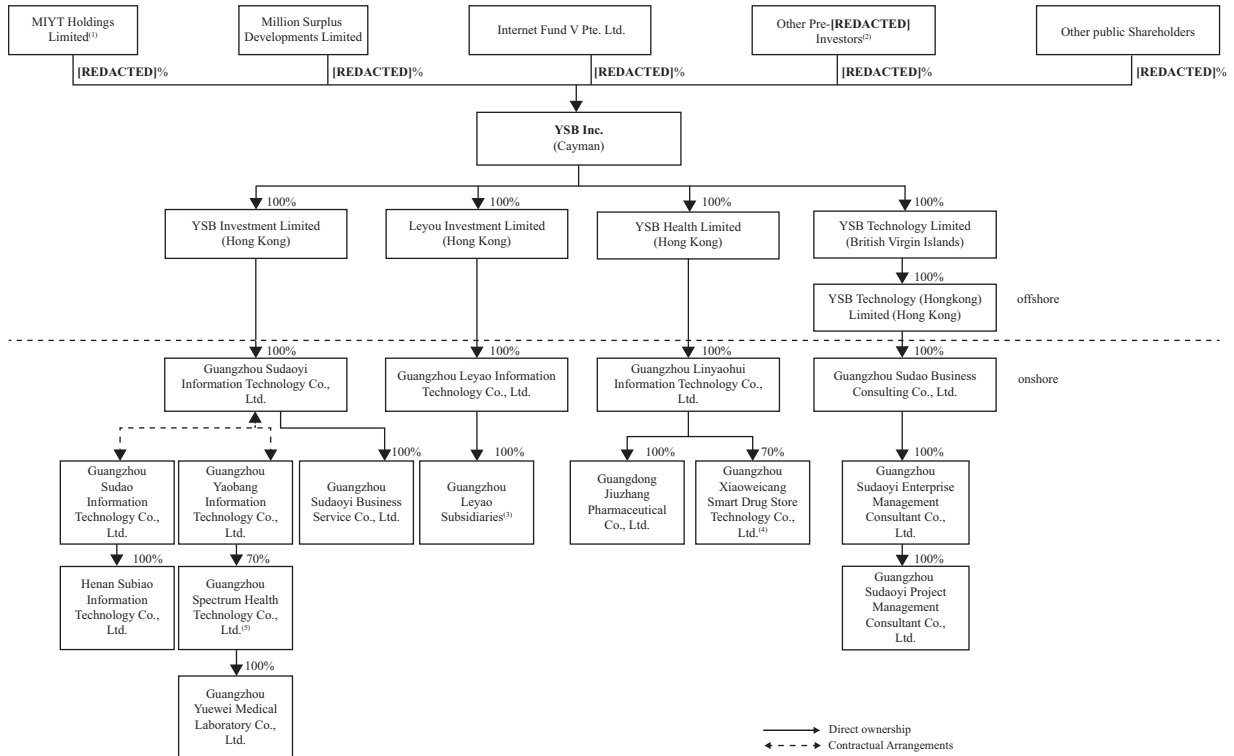 MIYT Holdings
Limited(1)
Million Surplus
Developments Limited
Internet Fund V Pte. Ltd.
Other Pre-[REDACTED]
Investors(2)
Other public Shareholders
[REDACTED]%
[REDACTED]%
[REDACTED]%
[REDACTED]%
[REDACTED]%
YSB Inc.
(Cayman)
100%
100%
100%
100%
YSB Investment Limited
(Hong Kong)
Leyou Investment Limited
(Hong Kong)
YSB Health Limited
(Hong Kong)
YSB Technology Limited
(British Virgin Islands)
100%
YSB Technology (Hongkong)
Limited (Hong Kong)
offshore
100%
100%
100%
100%
Guangzhou Sudaoyi
Information Technology Co.,
Ltd.
Guangzhou Leyao Information
Technology Co., Ltd.
Guangzhou Linyaohui
Information Technology Co.,
Ltd.
Guangzhou Sudao Business
Consulting Co., Ltd.
onshore
100%
100%
100%
70%
100%
Guangzhou
Sudao
Information
Technology Co.,
Ltd.
Guangzhou
Yaobang
Information
Technology Co.,
Ltd.
Guangzhou
Sudaoyi Business
Service Co., Ltd.
Guangzhou
Leyao
Subsidiaries(3)
Guangdong
Jiuzhang
Pharmaceutical
Co., Ltd.
Guangzhou
Xiaoweicang
Smart Drug Store
Technology Co.,
Ltd.(4)
Guangzhou
Sudaoyi Enterprise
Management
Consultant Co.,
Ltd.
100%
70%
100%
Henan Subiao
Information
Technology Co.,
Ltd.
Guangzhou
Spectrum Health
Technology Co.,
Ltd.(5)
Guangzhou
Sudaoyi Project
Management
Consultant Co.,
Ltd.
100%
Guangzhou
Yuewei Medical
Laboratory Co.,
Ltd.
Direct ownership
Contractual Arrangements